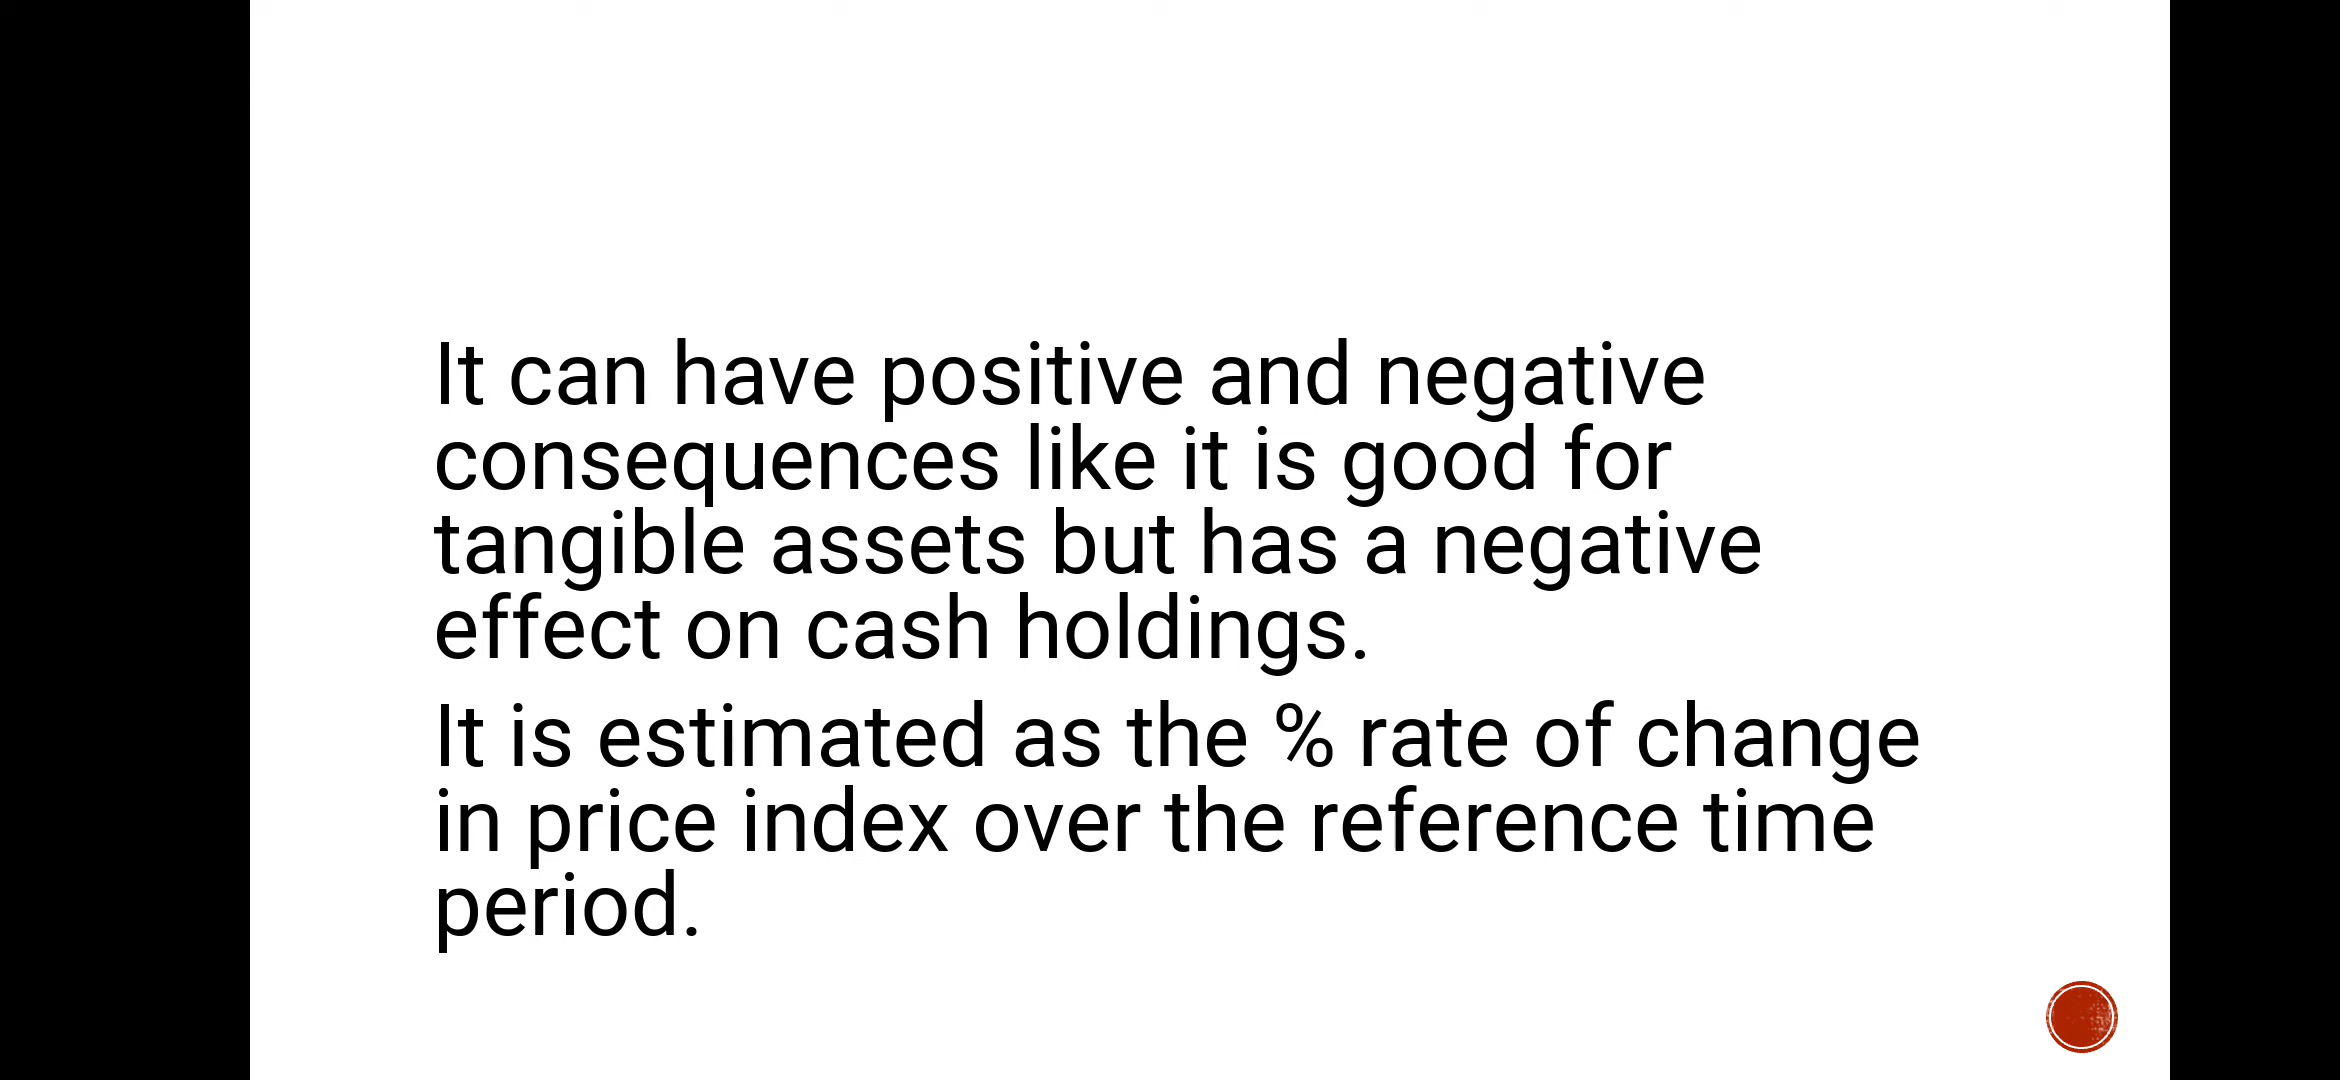 It can have positive and negative
consequences like it is good for
tangible assets but has a negative
effect on cash holdings.
It is estimated as the % rate of change
in price index over the reference time
period.